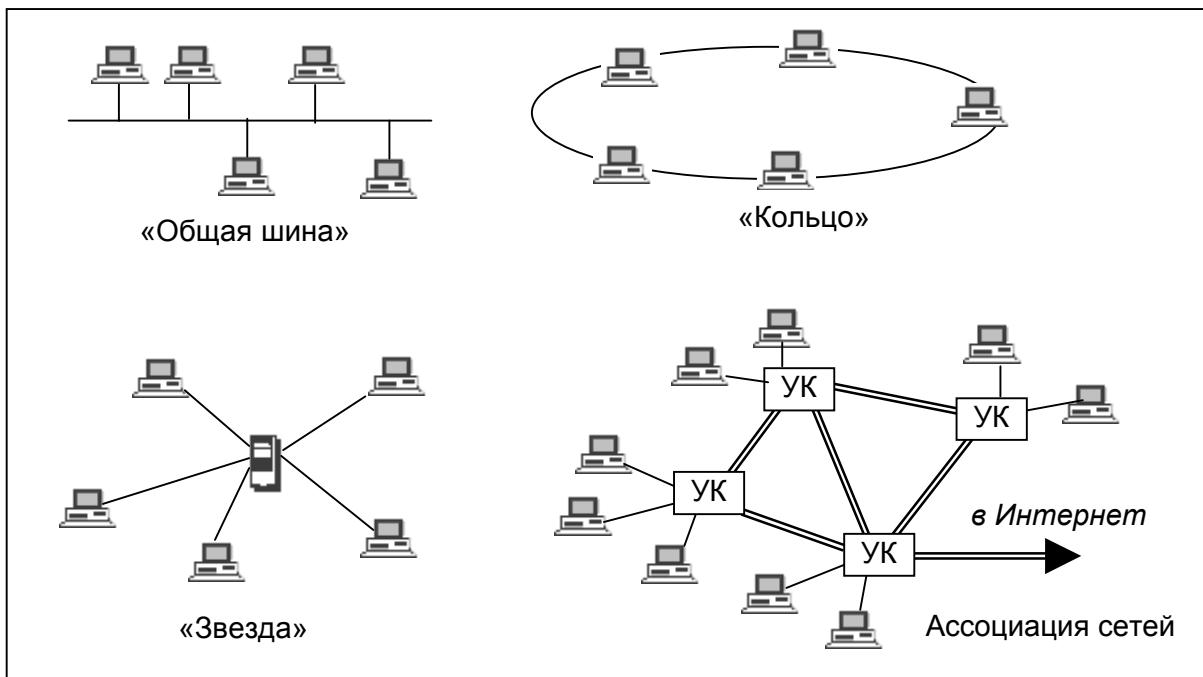 «Общая шина»
«Кольцо»
УК
УК
УК
в Интернет
УК
«Звезда»
Ассоциация сетей